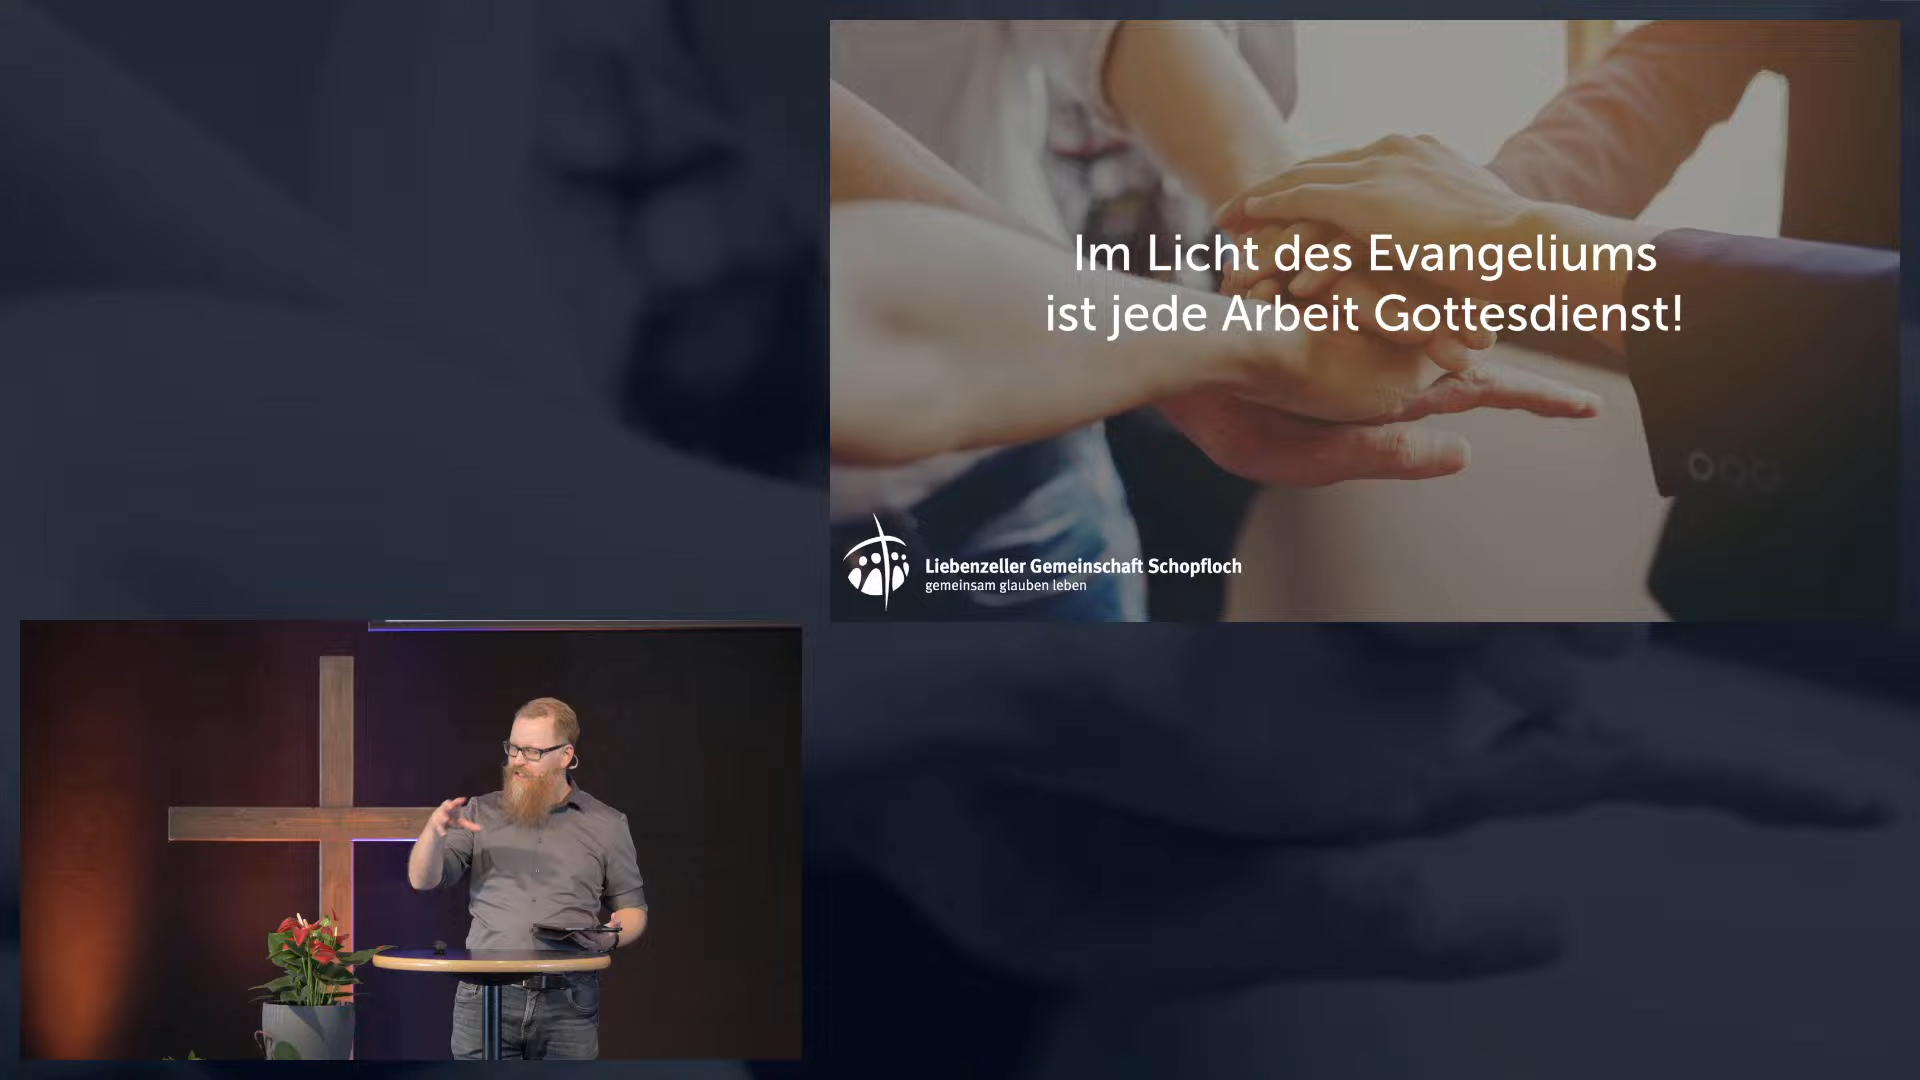 Im Licht des Evangeliums
ist jede Arbeit Gottesdienst!
Liebenzeller Gemeinschaft Schopfloch
gemeinsam glauben leben